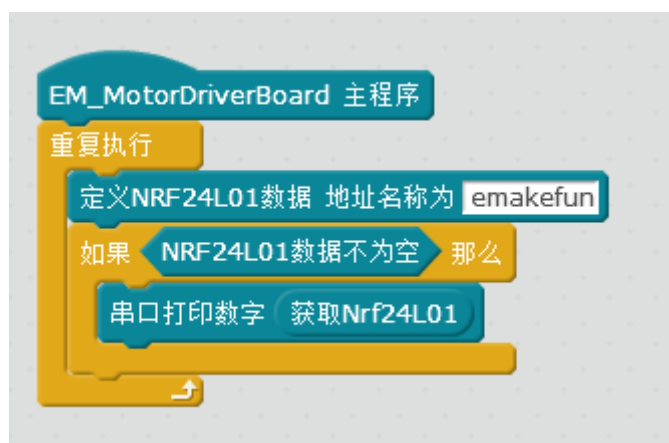 EM_MotorDriverBoard 主程序
重复执行
定义NRF24L01数据 地址名称为 emakefun
如果 NRF24L01数据不为空 那么
串口打印数字 获取Nrf24L01